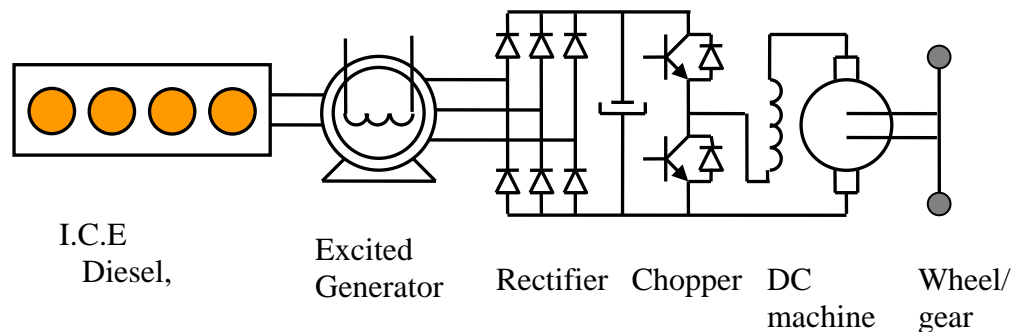 I.C.E
Diesel,
Excited
Generator
Rectifier
Chopper
DC
machine
Wheel/
gear